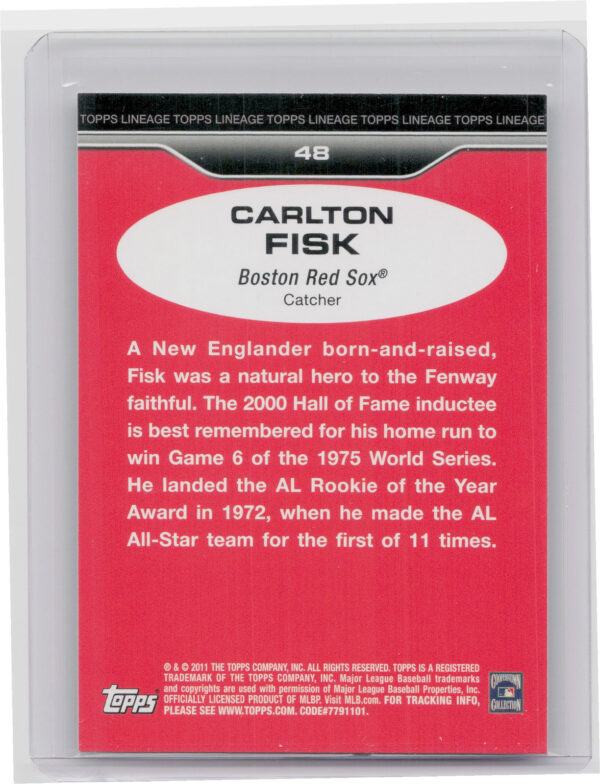 TOPPS LINEAGE TOPPS LINEAGE TOPPS LINEAGE TOPPS LINEAGE TOPPS LINEAGE
48
CARLTON
FISK
Boston Red Sox®
Catcher
A New Englander born-and-raised,
Fisk was a natural hero to the Fenway
faithful. The 2000 Hall of Fame inductee
is best remembered for his home run to
win Game 6 of the 1975 World Series.
He landed the AL Rookie of the Year
Award in 1972, when he made the AL
All-Star team for the first of 11 times.
® & © 2011 THE TOPPS COMPANY, INC. ALL RIGHTS RESERVED. TOPPS IS A REGISTERED
TRADEMARK OF THE TOPPS COMPANY, INC. Major League Baseball trademarks
and copyrights are used with permission of Major League Baseball Properties, Inc.
OFFICIALLY LICENSED PRODUCT OF MLBP. Visit MLB.com. FOR TRACKING INFO,
PLEASE SEE WWW.TOPPS.COM. CODE#7791101.
topps
COOPERSTOWN
COLLECTION